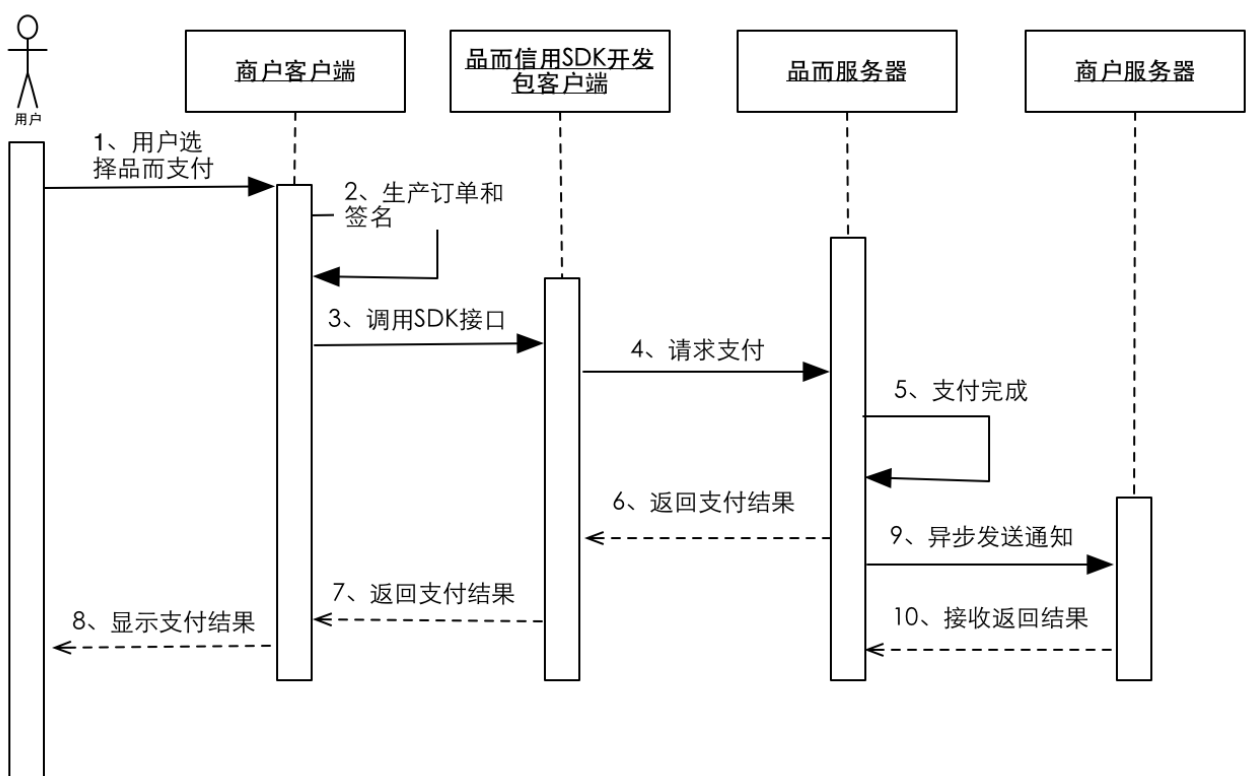 用户
商户客户端
品而信用SDK开发
包客户端
品而服务器
商户服务器
1、用户选
择品而支付
2、生产订单和
签名
3、调用SDK接口
4、请求支付
5、支付完成
6、返回支付结果
7、返回支付结果
8、显示支付结果
9、异步发送通知
10、接收返回结果